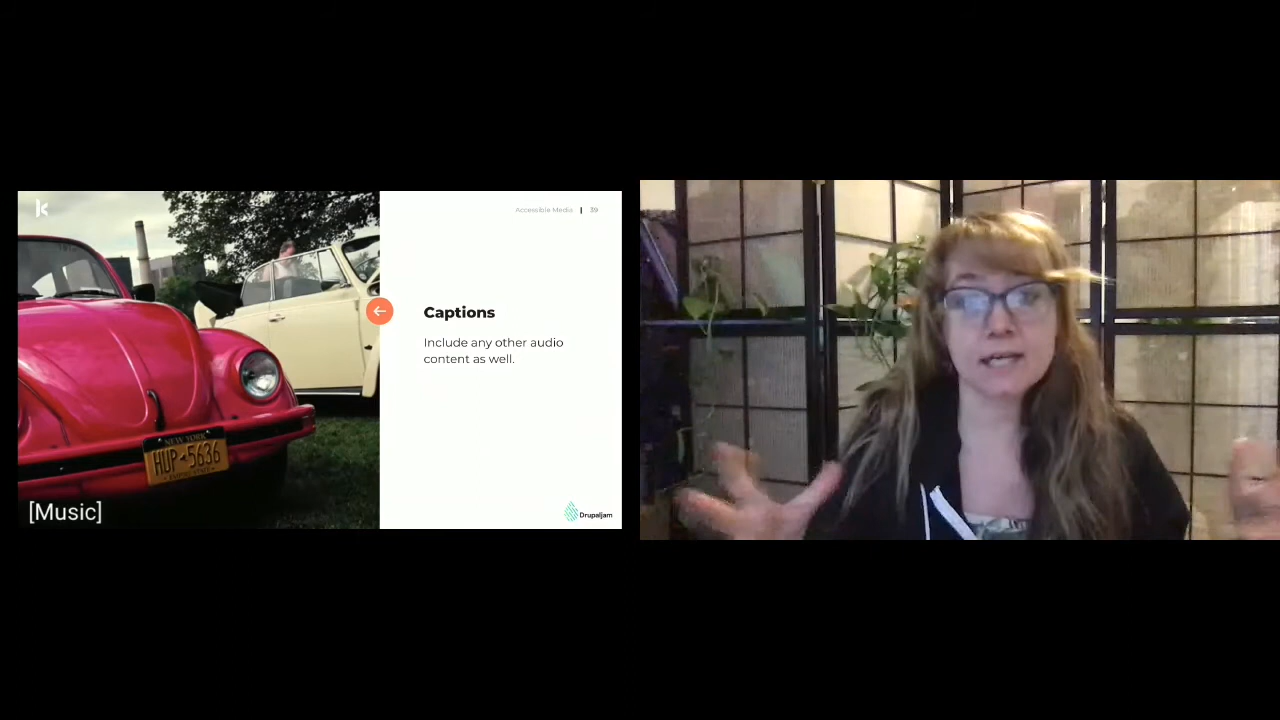 Accessible Media | 39
Captions
Include any other audio
content as well.
NEW YORK
HUP 5636
[Music]
Drupaljam